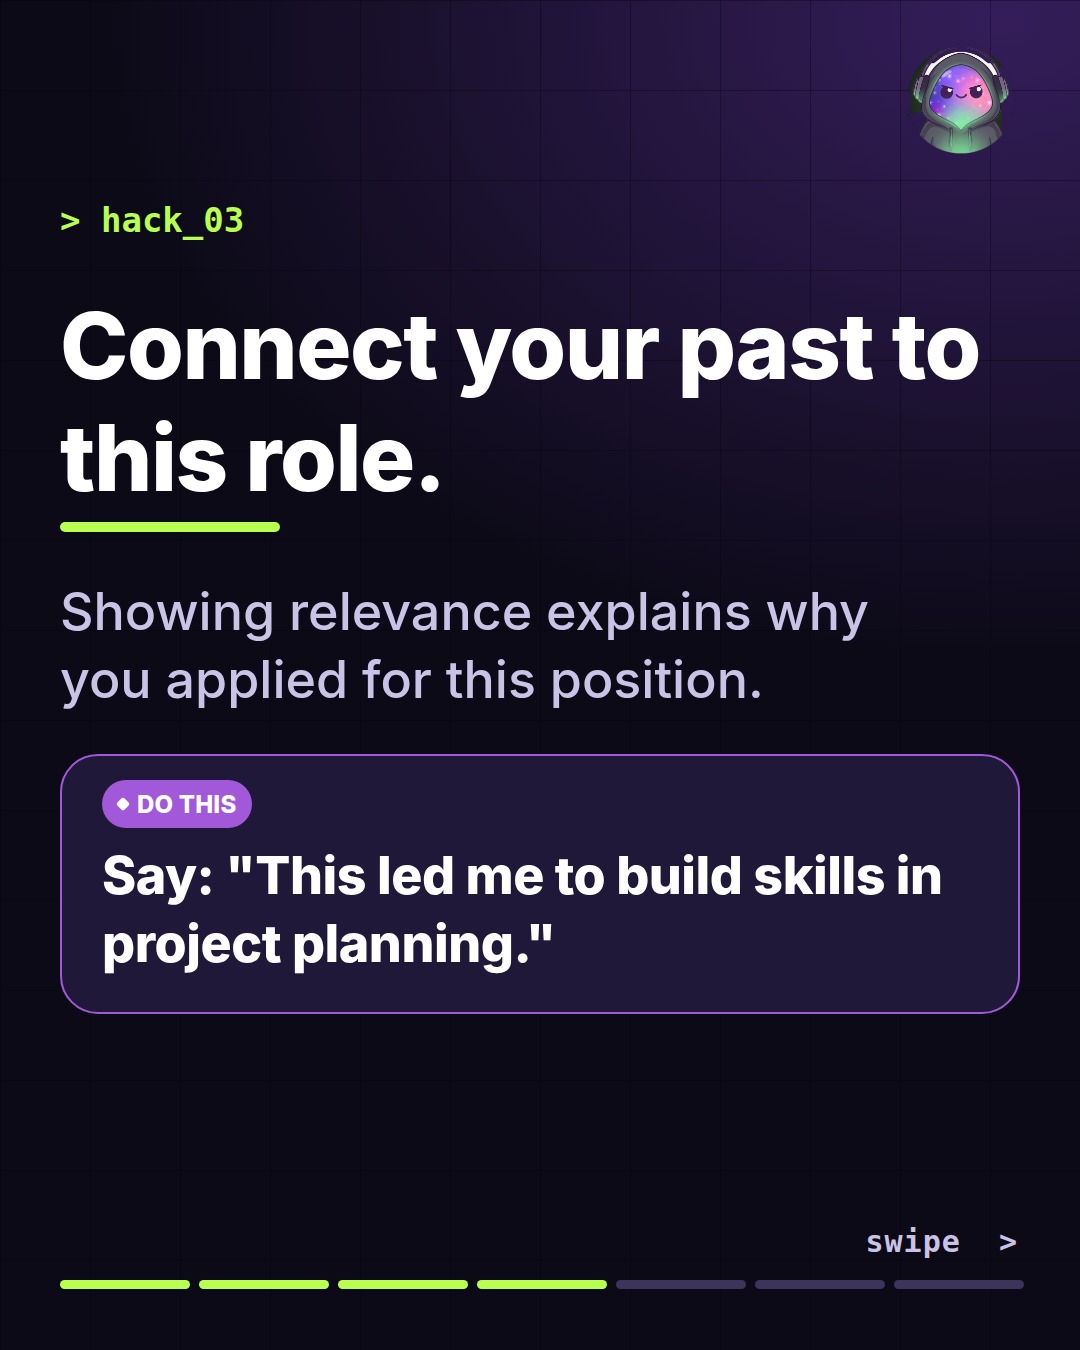 > hack_03
Connect your past to
this role.
Showing relevance explains why
you applied for this position.
DO THIS
Say: "This led me to build skills in
project planning."
swipe >